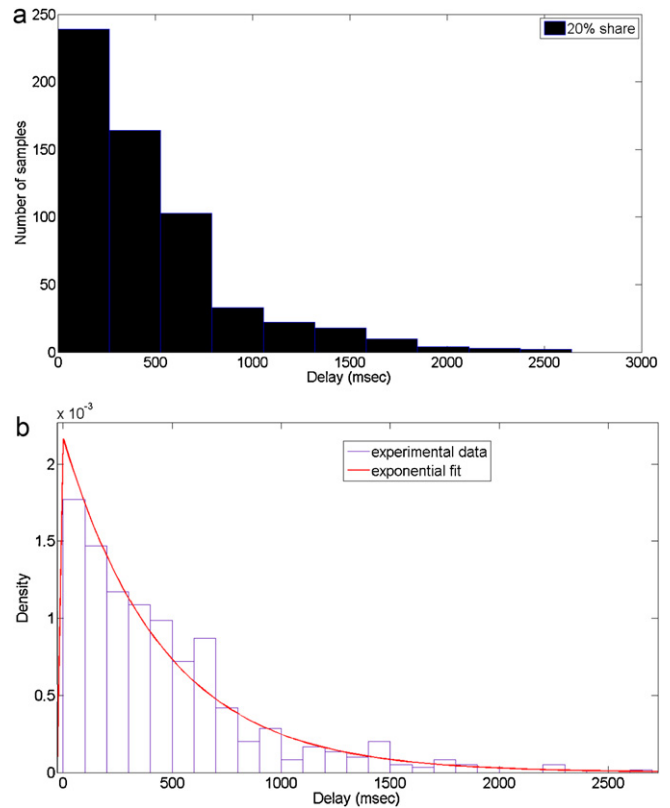 a
250
200
150
100
50
0
Number of samples
20% share
0 500 1000 1500 2000 2500 3000
Delay (msec)
b
x 10-3
2
1.5
1
0.5
0
Density
experimental data
exponential fit
0 500 1000 1500 2000 2500
Delay (msec)